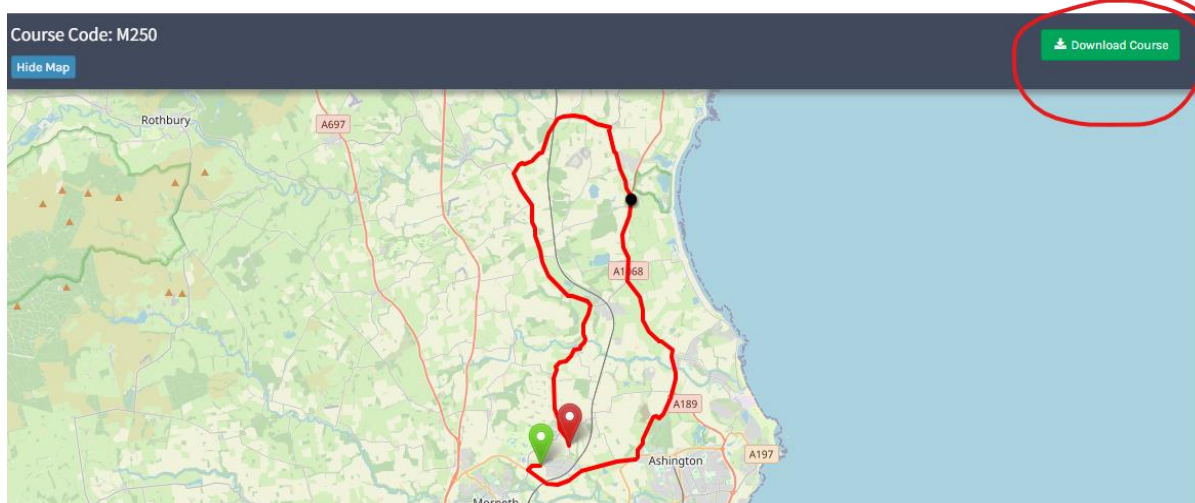 Course Code: M250
Download Course
Hide Map
Rothbury
A697
A1068
A189
Ashington
A197
Morpeth